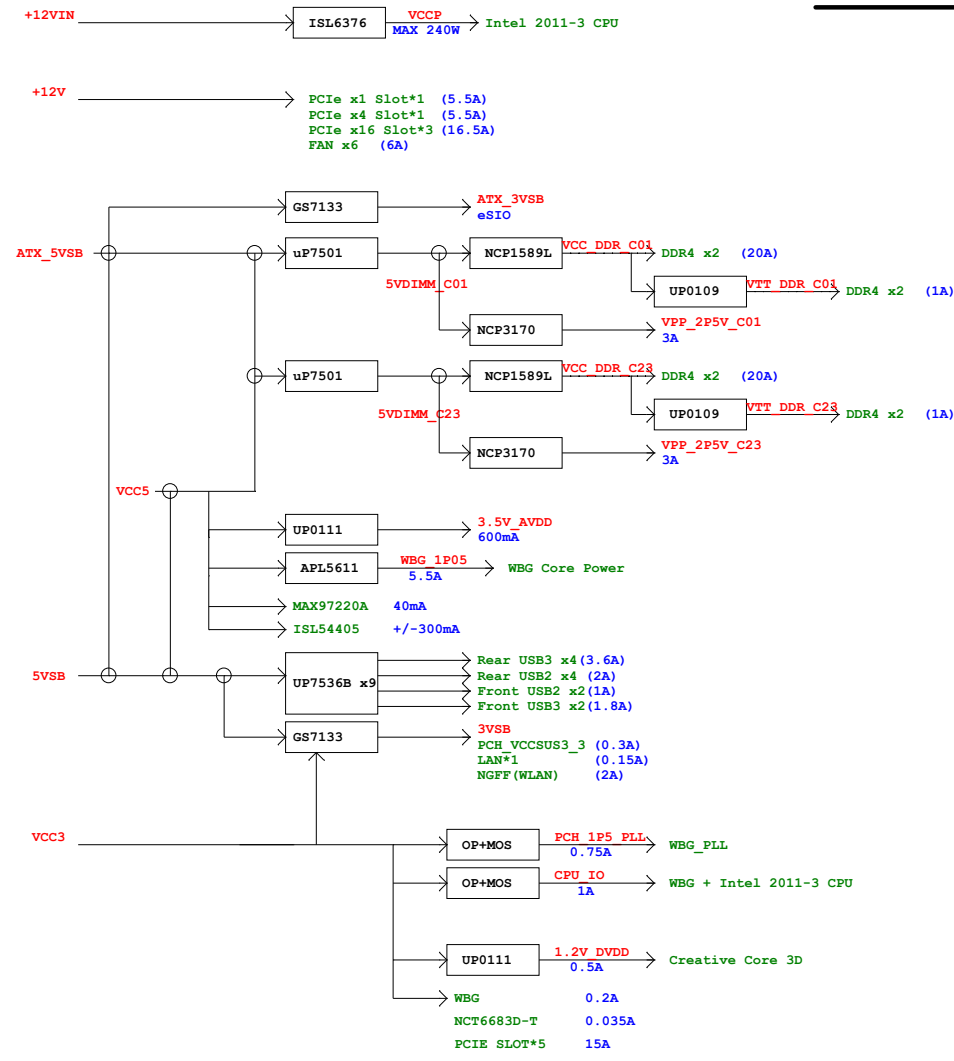 +12VIN ISL6376 VCCP Intel 2011-3 CPU
MAX 240W
+12V
PCIe x1 Slot*1 (5.5A)
PCIe x4 Slot*1 (5.5A)
PCIe x16 Slot*3 (16.5A)
FAN x6 (6A)
GS7133 ATX_3VSB
eSIO
ATX_5VSB uP7501 NCP1589L VCC_DDR_C01 DDR4 x2 (20A)
5VDIMM_C01 UP0109 VTT_DDR_C01 DDR4 x2 (1A)
NCP3170 VPP_2P5V_C01
3A
uP7501 NCP1589L VCC_DDR_C23 DDR4 x2 (20A)
5VDIMM_C23 UP0109 VTT_DDR_C23 DDR4 x2 (1A)
NCP3170 VPP_2P5V_C23
3A
VCC5
UP0111 3.5V_AVDD
600mA
APL5611 WBG_1P05 WBG Core Power
5.5A
MAX97220A 40mA
ISL54405 +/-300mA
5VSB UP7536B x9 Rear USB3 x4(3.6A)
Rear USB2 x4 (2A)
Front USB2 x2(1A)
Front USB3 x2(1.8A)
GS7133 3VSB
PCH_VCCSUS3_3 (0.3A)
LAN*1 (0.15A)
NGFF(WLAN) (2A)
VCC3 OP+MOS PCH_1P5_PLL WBG_PLL
0.75A
OP+MOS CPU_IO WBG + Intel 2011-3 CPU
1A
UP0111 1.2V_DVDD Creative Core 3D
0.5A
WBG 0.2A
NCT6683D-T 0.035A
PCIE SLOT*5 15A